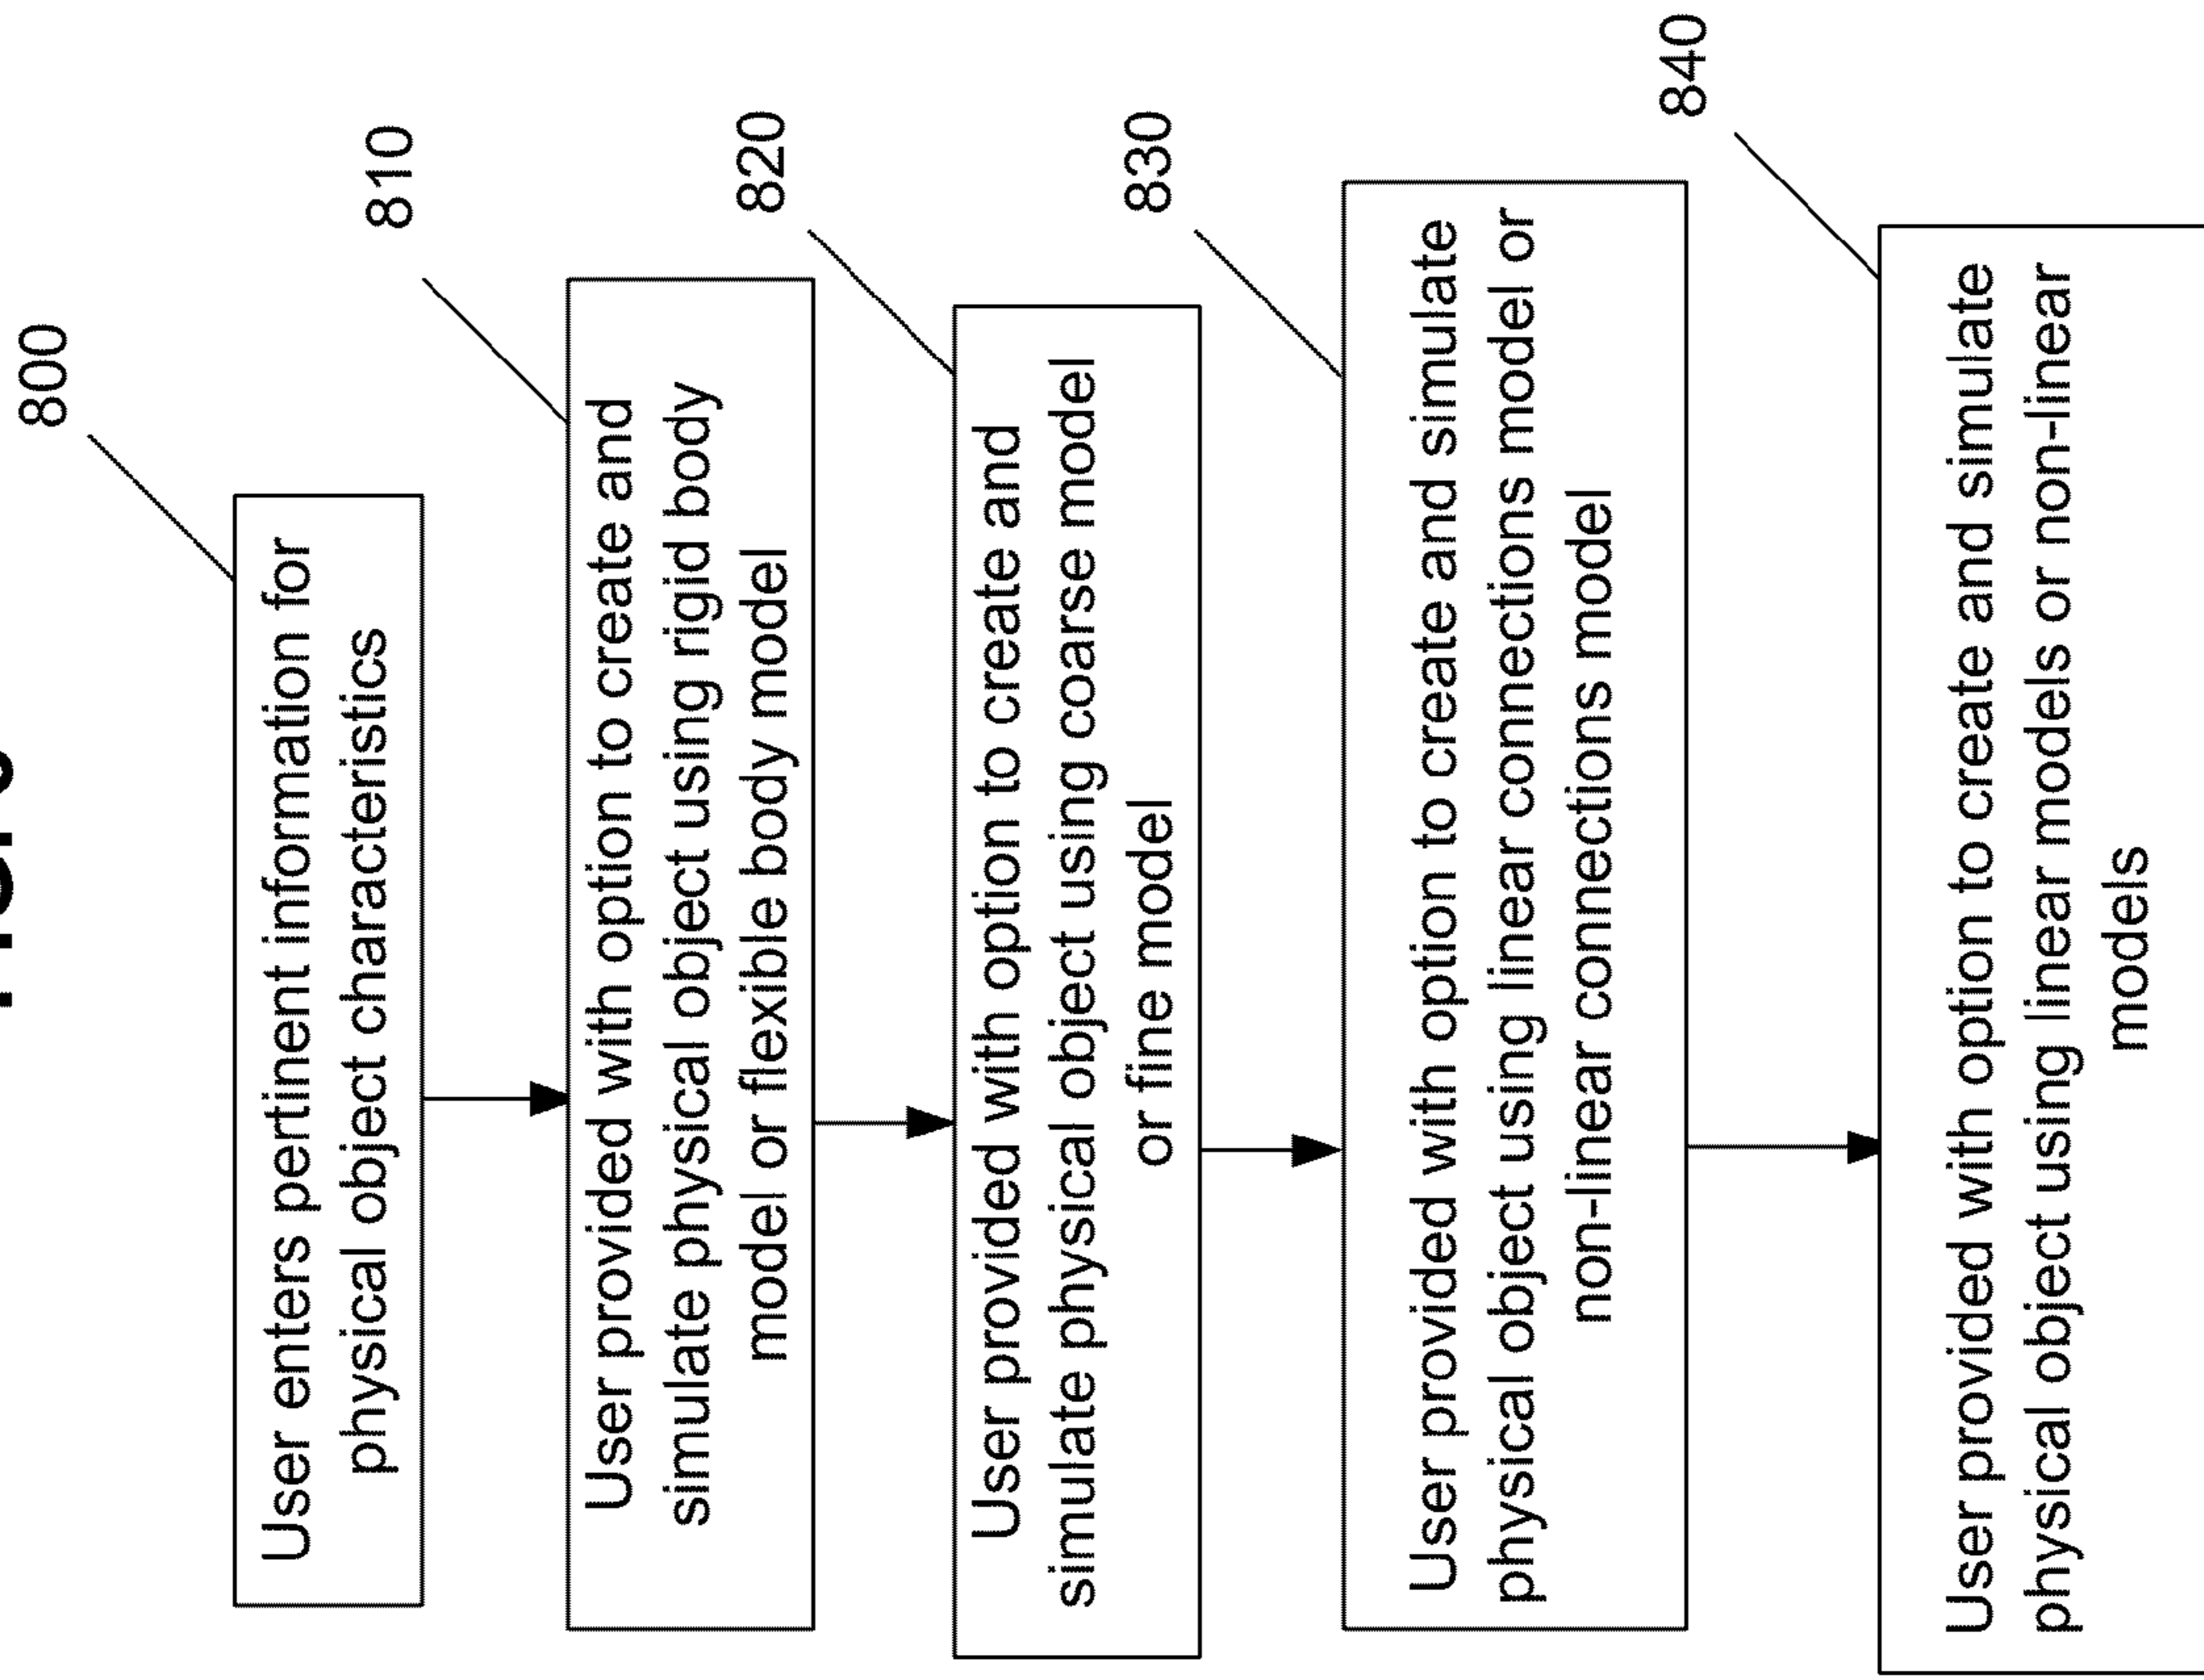 800
User enters pertinent information for
physical object characteristics
810
User provided with option to create and
simulate physical object using rigid body
model or flexible body model
820
User provided with option to create and
simulate physical object using coarse model
or fine model
830
User provided with option to create and simulate
physical object using linear connections model or
non-linear connections model
840
User provided with option to create and simulate
physical object using linear models or non-linear
models